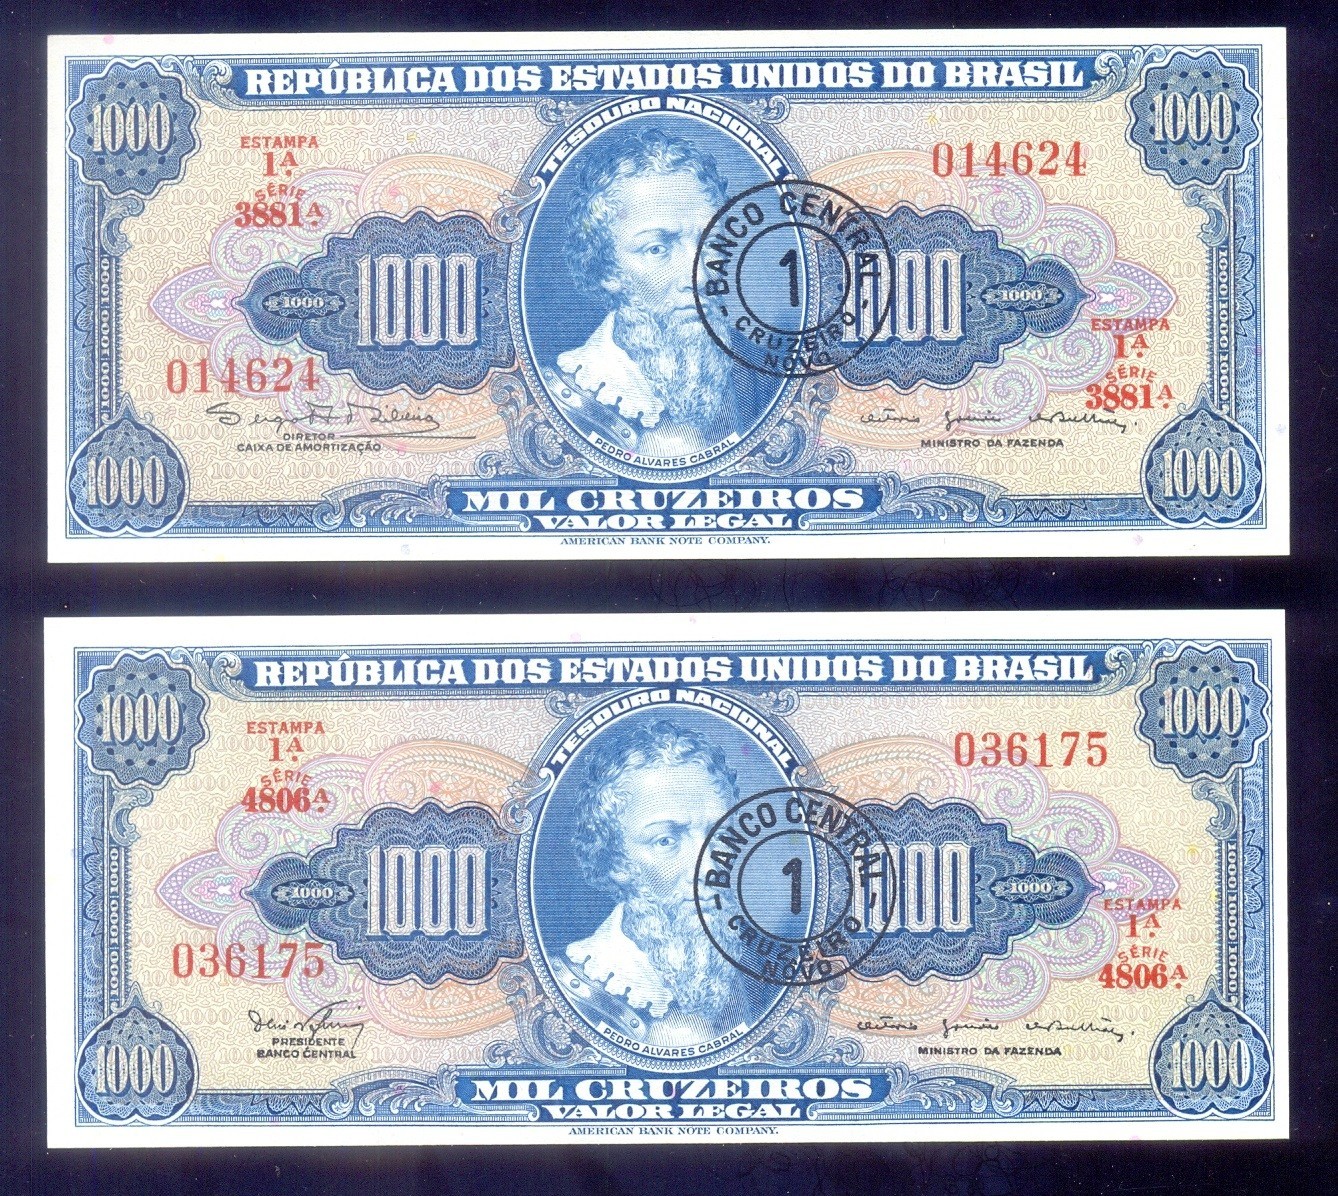 REPÚBLICA DOS ESTADOS UNIDOS DO BRASIL
TESOURO NACIONAL
1000
1000
ESTAMPA
1A.
SÉRIE
3881A.
014624
BANCO CENTRAL
1
CRUZEIRO
NOVO
1000
1000
1000
ESTAMPA
1A.
SÉRIE
3881A.
014624
DIRETOR
CAIXA DE AMORTIZAÇÃO
PEDRO ALVARES CABRAL
MINISTRO DA FAZENDA
1000
1000
MIL CRUZEIROS
VALOR LEGAL
AMERICAN BANK NOTE COMPANY.
REPÚBLICA DOS ESTADOS UNIDOS DO BRASIL
TESOURO NACIONAL
1000
1000
ESTAMPA
1A.
SÉRIE
4806A.
036175
BANCO CENTRAL
1
CRUZEIRO
NOVO
1000
1000
1000
ESTAMPA
1A.
SÉRIE
4806A.
036175
PRESIDENTE
BANCO CENTRAL
PEDRO ALVARES CABRAL
MINISTRO DA FAZENDA
1000
1000
MIL CRUZEIROS
VALOR LEGAL
AMERICAN BANK NOTE COMPANY.